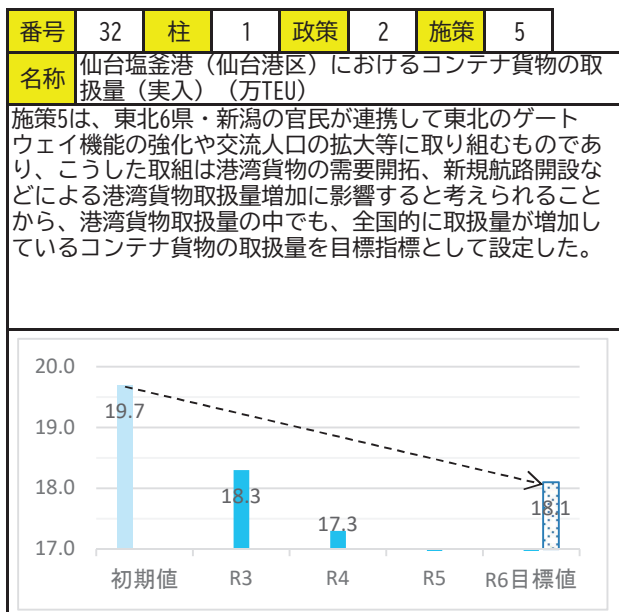 番号 32 柱 1 政策 2 施策 5
名称 仙台塩釜港（仙台港区）におけるコンテナ貨物の取
扱量（実入）（万TEU）
施策5は、東北6県・新潟の官民が連携して東北のゲート
ウェイ機能の強化や交流人口の拡大等に取り組むものであ
り、こうした取組は港湾貨物の需要開拓、新規航路開設な
どによる港湾貨物取扱量増加に影響すると考えられること
から、港湾貨物取扱量の中でも、全国的に取扱量が増加し
ているコンテナ貨物の取扱量を目標指標として設定した。
20.0
19.0
18.0
17.0
19.7
18.3
17.3
18.1
初期値 R3 R4 R5 R6目標値